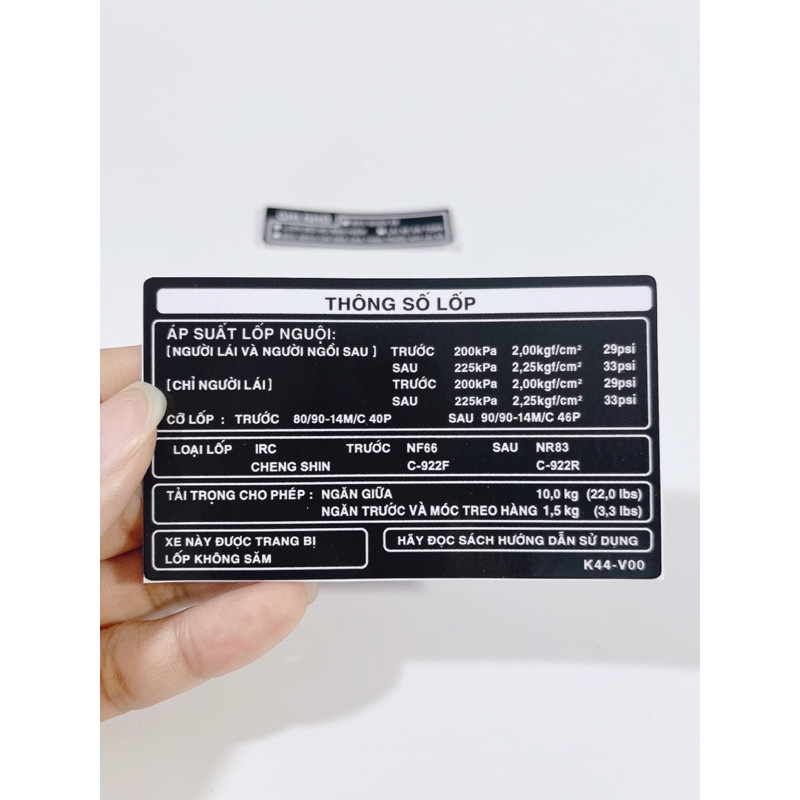 THÔNG SỐ LỐP
ÁP SUẤT LỐP NGUỘI:
[NGƯỜI LÁI VÀ NGƯỜI NGỒI SAU] TRƯỚC 200kPa 2,00kgf/cm² 29psi
SAU 225kPa 2,25kgf/cm² 33psi
[CHỈ NGƯỜI LÁI] TRƯỚC 200kPa 2,00kgf/cm² 29psi
SAU 225kPa 2,25kgf/cm² 33psi
CỠ LỐP : TRƯỚC 80/90-14M/C 40P SAU 90/90-14M/C 46P
LOẠI LỐP IRC TRƯỚC NF66 SAU NR83
CHENG SHIN C-922F C-922R
TẢI TRỌNG CHO PHÉP : NGĂN GIỮA 10,0 kg (22,0 lbs)
NGĂN TRƯỚC VÀ MÓC TREO HÀNG 1,5 kg (3,3 lbs)
XE NÀY ĐƯỢC TRANG BỊ
LỐP KHÔNG SĂM
HÃY ĐỌC SÁCH HƯỚNG DẪN SỬ DỤNG
K44-V00